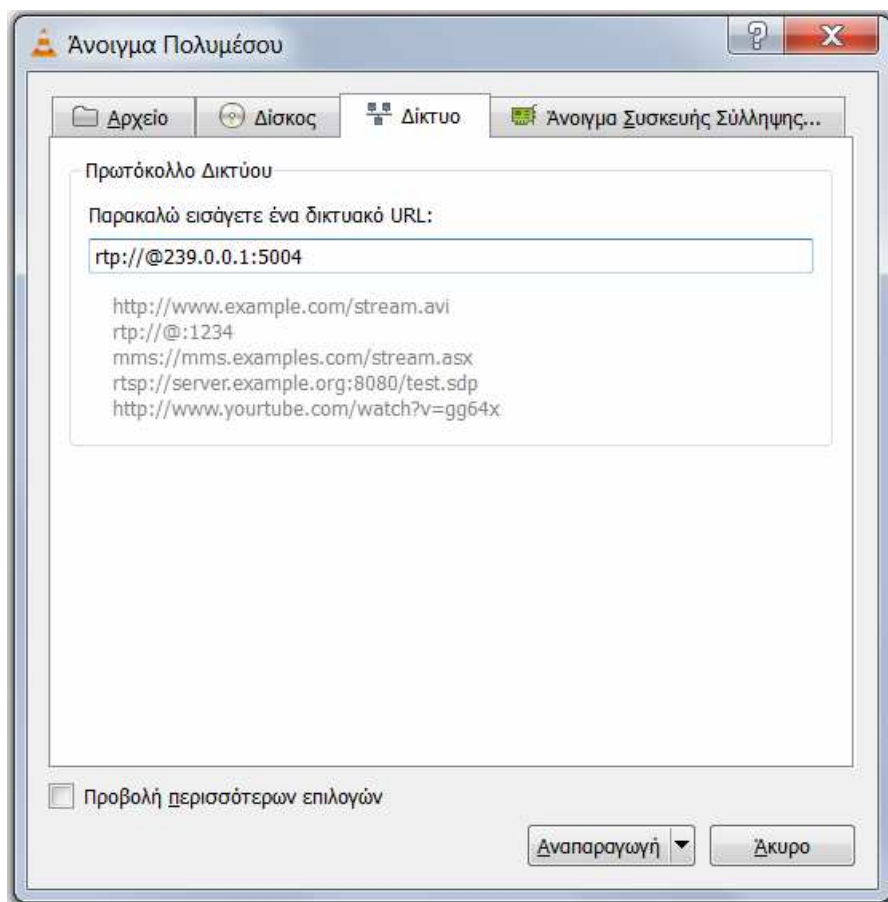 Άνοιγμα Πολυμέσου
Αρχείο Δίσκος Δίκτυο Άνοιγμα Συσκευής Σύλληψης...
Πρωτόκολλο Δικτύου
Παρακαλώ εισάγετε ένα δικτυακό URL:
rtp://@239.0.0.1:5004
http://www.example.com/stream.avi
rtp://@:1234
mms://mms.examples.com/stream.asx
rtsp://server.example.org:8080/test.sdp
http://www.yourtube.com/watch?v=gg64x
Προβολή περισσότερων επιλογών
Αναπαραγωγή Άκυρο